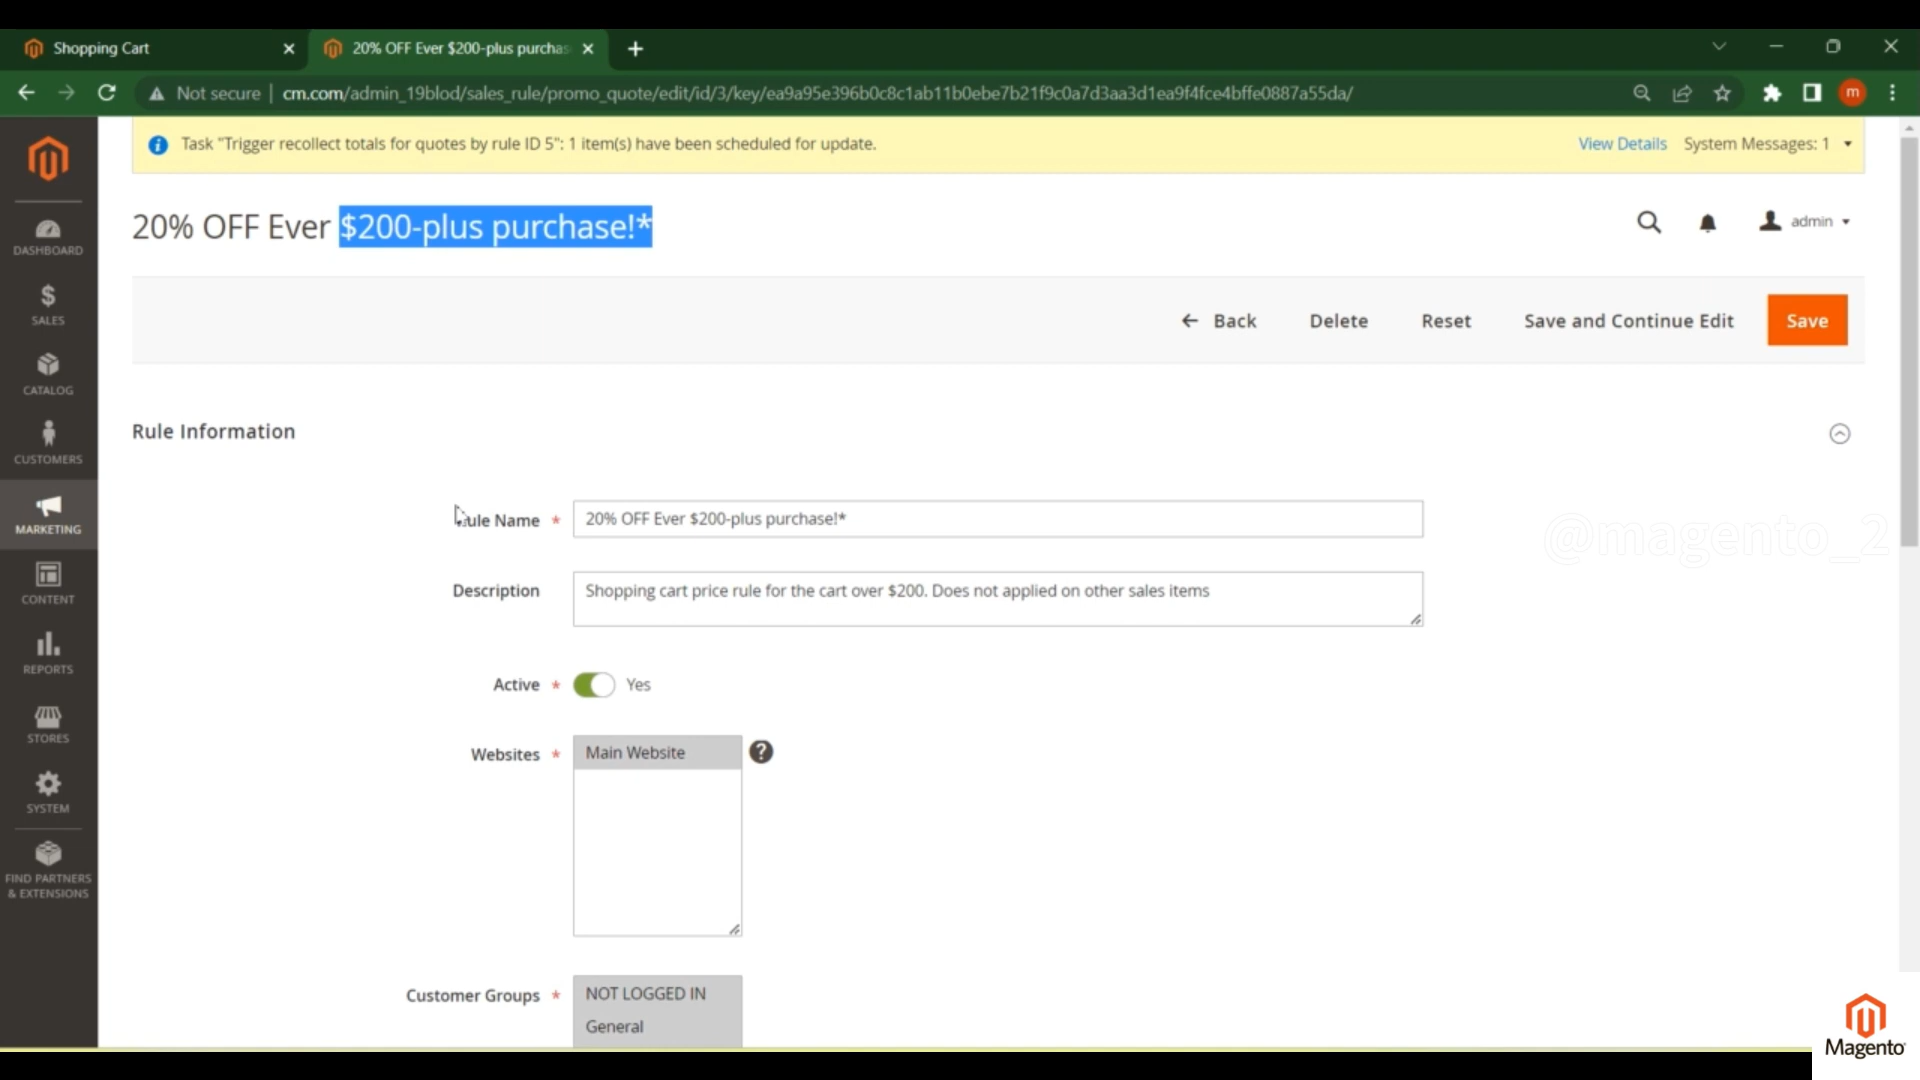 Shopping Cart
20% OFF Ever $200-plus purchas
Not secure
cm.com/admin_19blod/sales_rule/promo_quote/edit/id/3/key/ea9a95e396b0c8c1ab11b0ebe7b21f9c0a7d3aa3d1ea9f4fce4bffe0887a55da/
m
Task "Trigger recollect totals for quotes by rule ID 5": 1 item(s) have been scheduled for update.
View Details
System Messages: 1
20% OFF Ever $200-plus purchase!*
admin
DASHBOARD
SALES
CATALOG
CUSTOMERS
MARKETING
CONTENT
REPORTS
STORES
SYSTEM
FIND PARTNERS
& EXTENSIONS
Back
Delete
Reset
Save and Continue Edit
Save
Rule Information
Rule Name *
20% OFF Ever $200-plus purchase!*
@magento_2
Description
Shopping cart price rule for the cart over $200. Does not applied on other sales items
Active *
Yes
Websites *
Main Website
?
Customer Groups *
NOT LOGGED IN
General
Magento